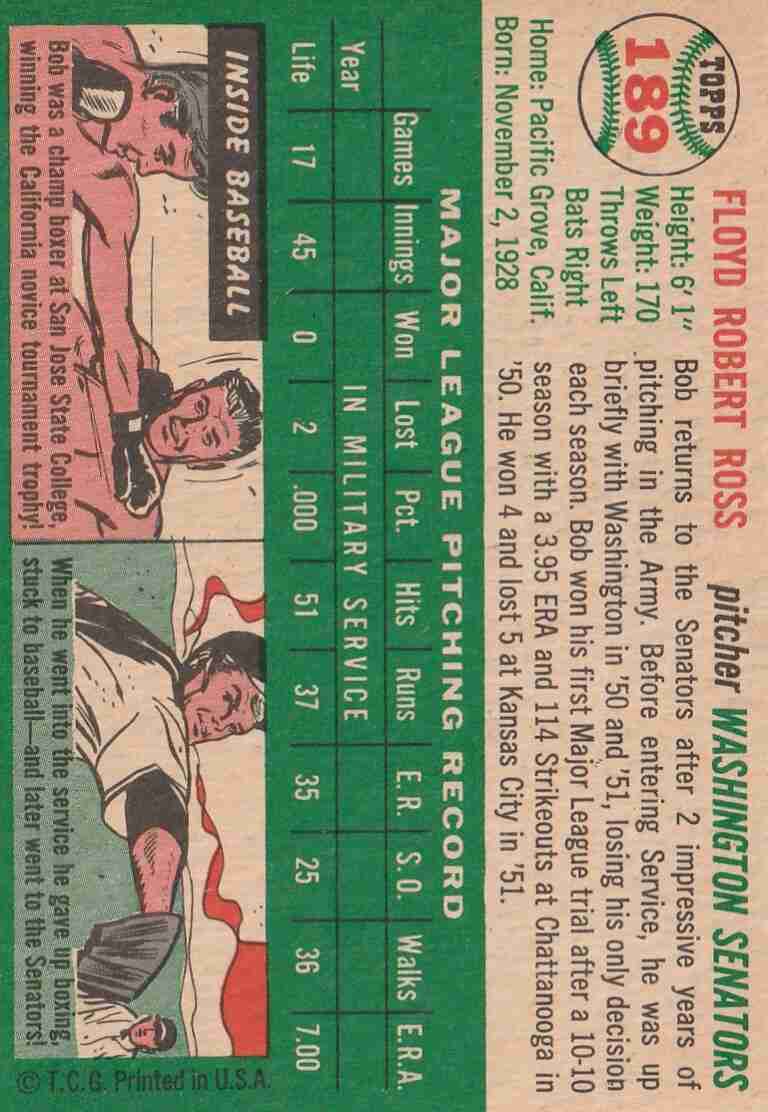 TOPPS
189
FLOYD ROBERT ROSS pitcher WASHINGTON SENATORS
Height: 6'1"
Weight: 170
Throws Left
Bats Right
Home: Pacific Grove, Calif.
Born: November 2, 1928
Bob returns to the Senators after 2 impressive years of
pitching in the Army. Before entering Service, he was up
briefly with Washington in '50 and '51, losing his only decision
each season. Bob won his first Major League trial after a 10-10
season with a 3.95 ERA and 114 Strikeouts at Chattanooga in
'50. He won 4 and lost 5 at Kansas City in '51.
MAJOR LEAGUE PITCHING RECORD
Games Innings Won Lost Pct. Hits Runs E.R. S.O. Walks E.R.A.
Year IN MILITARY SERVICE
Life 17 45 0 2 .000 51 37 35 25 36 7.00
INSIDE BASEBALL
Bob was a champ boxer at San Jose State College,
winning the California novice tournament trophy!
When he went into the service he gave up boxing,
stuck to baseball—and later went to the Senators!
© T.C.G. Printed in U.S.A.